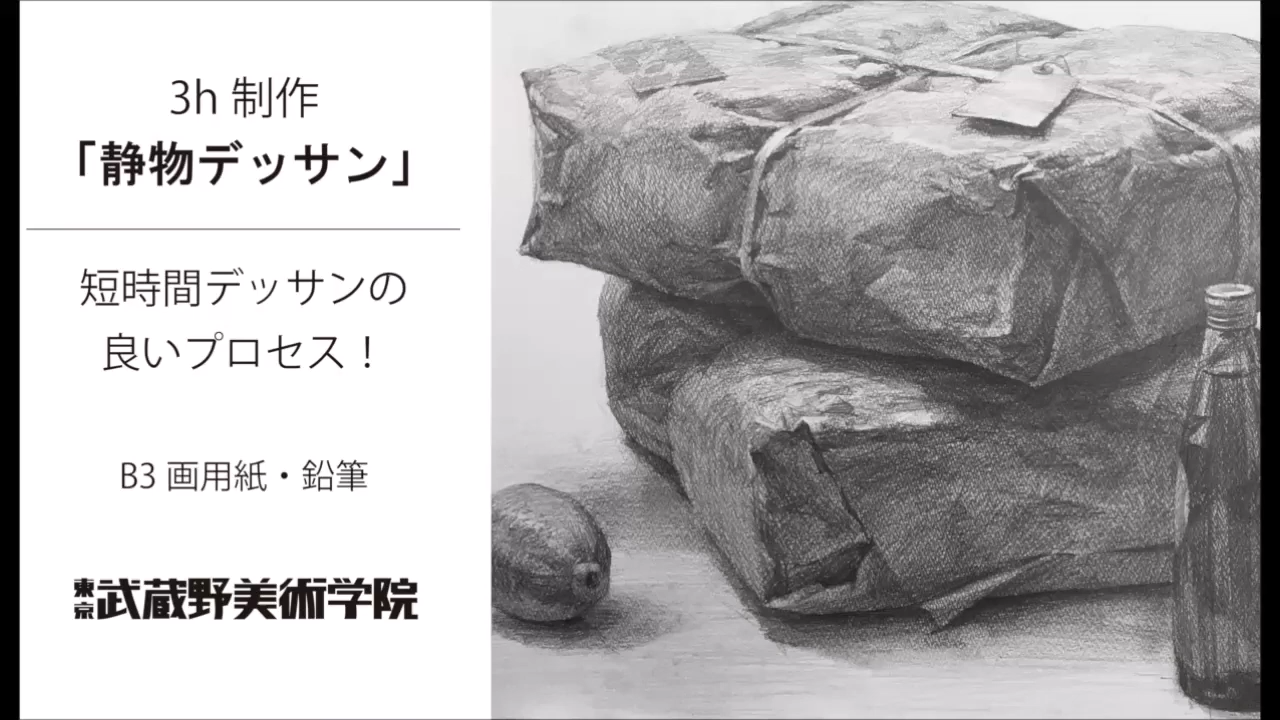 3h 制作
「静物デッサン」
短時間デッサンの
良いプロセス！
B3 画用紙・鉛筆
東京武蔵野美術学院